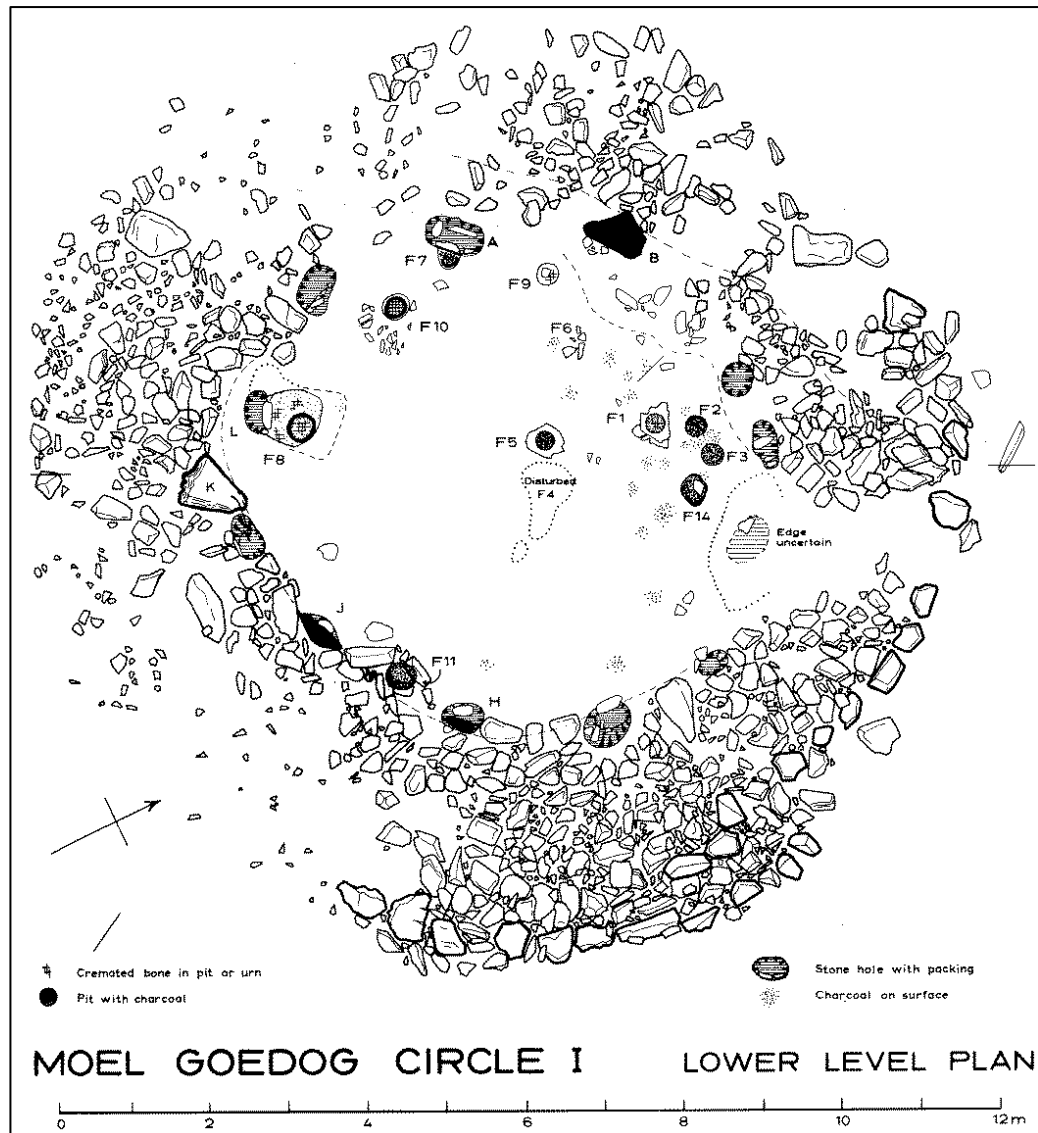 A
B
F7
F9
F10
F6
L
F8
F1
F2
F5
F3
K
Disturbed
F4
F14
Edge
uncertain
J
F11
H
Cremated bone in pit or urn
Pit with charcoal
Stone hole with packing
Charcoal on surface
MOEL GOEDOG CIRCLE I LOWER LEVEL PLAN
0 2 4 6 8 10 12m